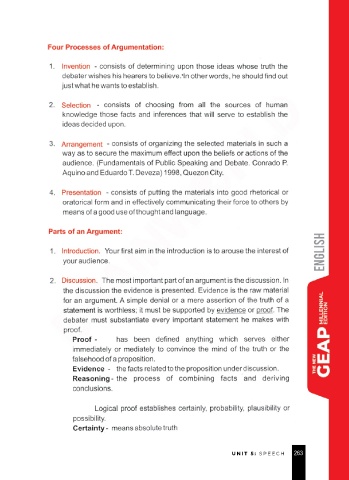 Four Processes of Argumentation:
1. Invention - consists of determining upon those ideas whose truth the
debater wishes his hearers to believe."In other words, he should find out
just what he wants to establish.
2. Selection - consists of choosing from all the sources of human
knowledge those facts and inferences that will serve to establish the
ideas decided upon.
3. Arrangement - consists of organizing the selected materials in such a
way as to secure the maximum effect upon the beliefs or actions of the
audience. (Fundamentals of Public Speaking and Debate. Conrado P.
Aquino and Eduardo T. Deveza) 1998, Quezon City.
4. Presentation - consists of putting the materials into good rhetorical or
oratorical form and in effectively communicating their force to others by
means of a good use of thought and language.
Parts of an Argument:
1. Introduction. Your first aim in the introduction is to arouse the interest of
your audience.
2. Discussion. The most important part of an argument is the discussion. In
the discussion the evidence is presented. Evidence is the raw material
for an argument. A simple denial or a mere assertion of the truth of a
statement is worthless; it must be supported by evidence or proof. The
debater must substantiate every important statement he makes with
proof.
Proof - has been defined anything which serves either
immediately or mediately to convince the mind of the truth or the
falsehood of a proposition.
Evidence - the facts related to the proposition under discussion.
Reasoning - the process of combining facts and deriving
conclusions.
Logical proof establishes certainly, probability, plausibility or
possibility.
Certainty - means absolute truth
ENGLISH
THE NEW
GEAP MILLENNIAL
EDITION
UNIT 5: SPEECH 263